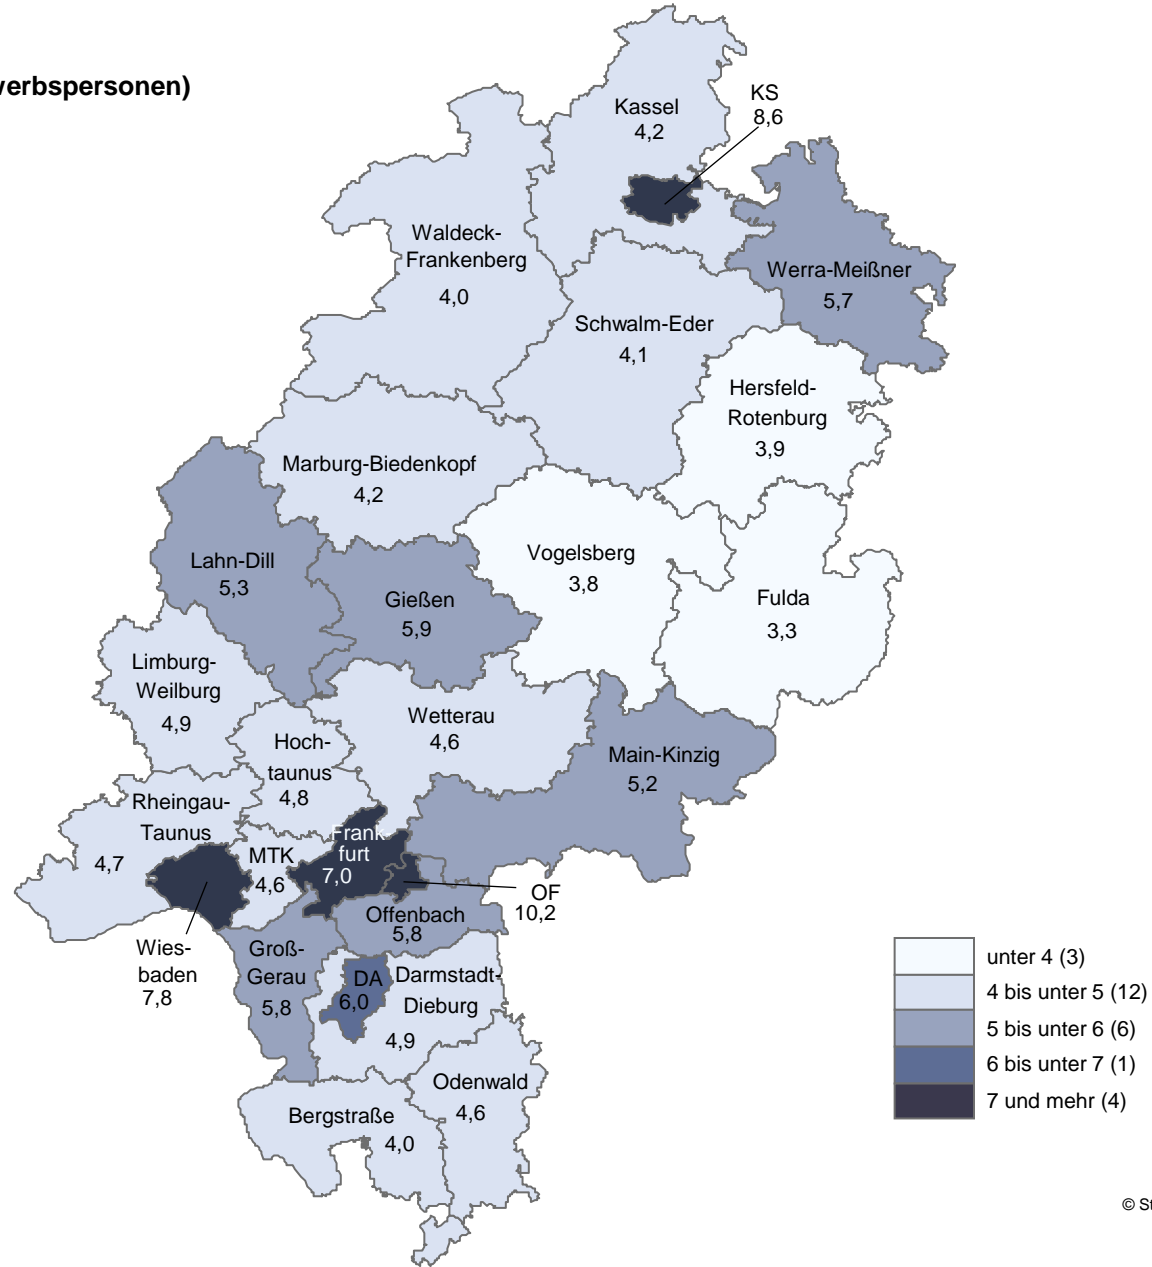 verbspersonen)
KS
8,6
Kassel
4,2
Waldeck-
Frankenberg
4,0
Werra-Meißner
5,7
Schwalm-Eder
4,1
Hersfeld-
Rotenburg
3,9
Marburg-Biedenkopf
4,2
Lahn-Dill
5,3
Gießen
5,9
Vogelsberg
3,8
Fulda
3,3
Limburg-
Weilburg
4,9
Wetterau
4,6
Hoch-
taunus
4,8
Main-Kinzig
5,2
Rheingau-
Taunus
4,7
MTK
4,6
Frank-
furt
7,0
OF
10,2
Offenbach
5,8
Wies-
baden
7,8
Groß-
Gerau
5,8
DA
6,0
Darmstadt-
Dieburg
4,9
Odenwald
4,6
Bergstraße
4,0
unter 4 (3)
4 bis unter 5 (12)
5 bis unter 6 (6)
6 bis unter 7 (1)
7 und mehr (4)
© St